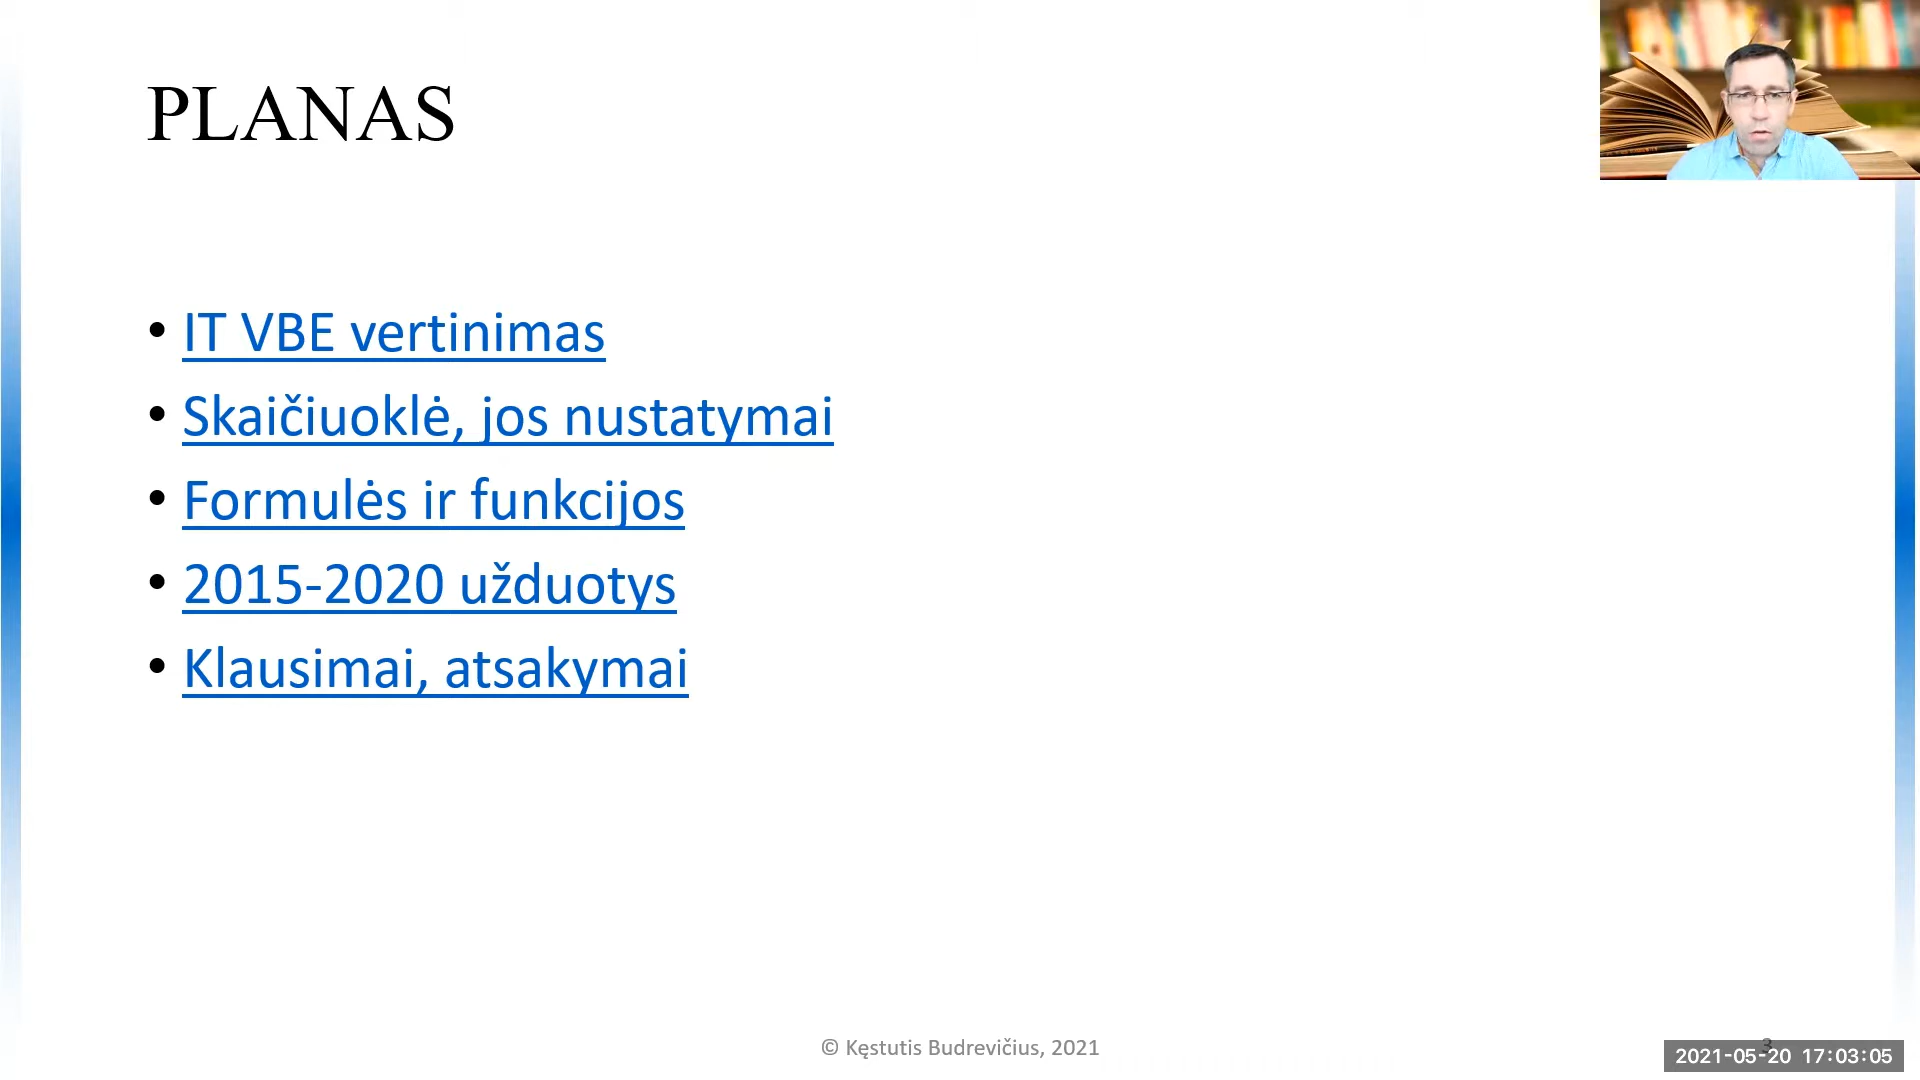 PLANAS
• IT VBE vertinimas
• Skaičiuoklė, jos nustatymai
• Formulės ir funkcijos
• 2015-2020 užduotys
• Klausimai, atsakymai
© Kęstutis Budrevičius, 2021
3
2021-05-20 17:03:05